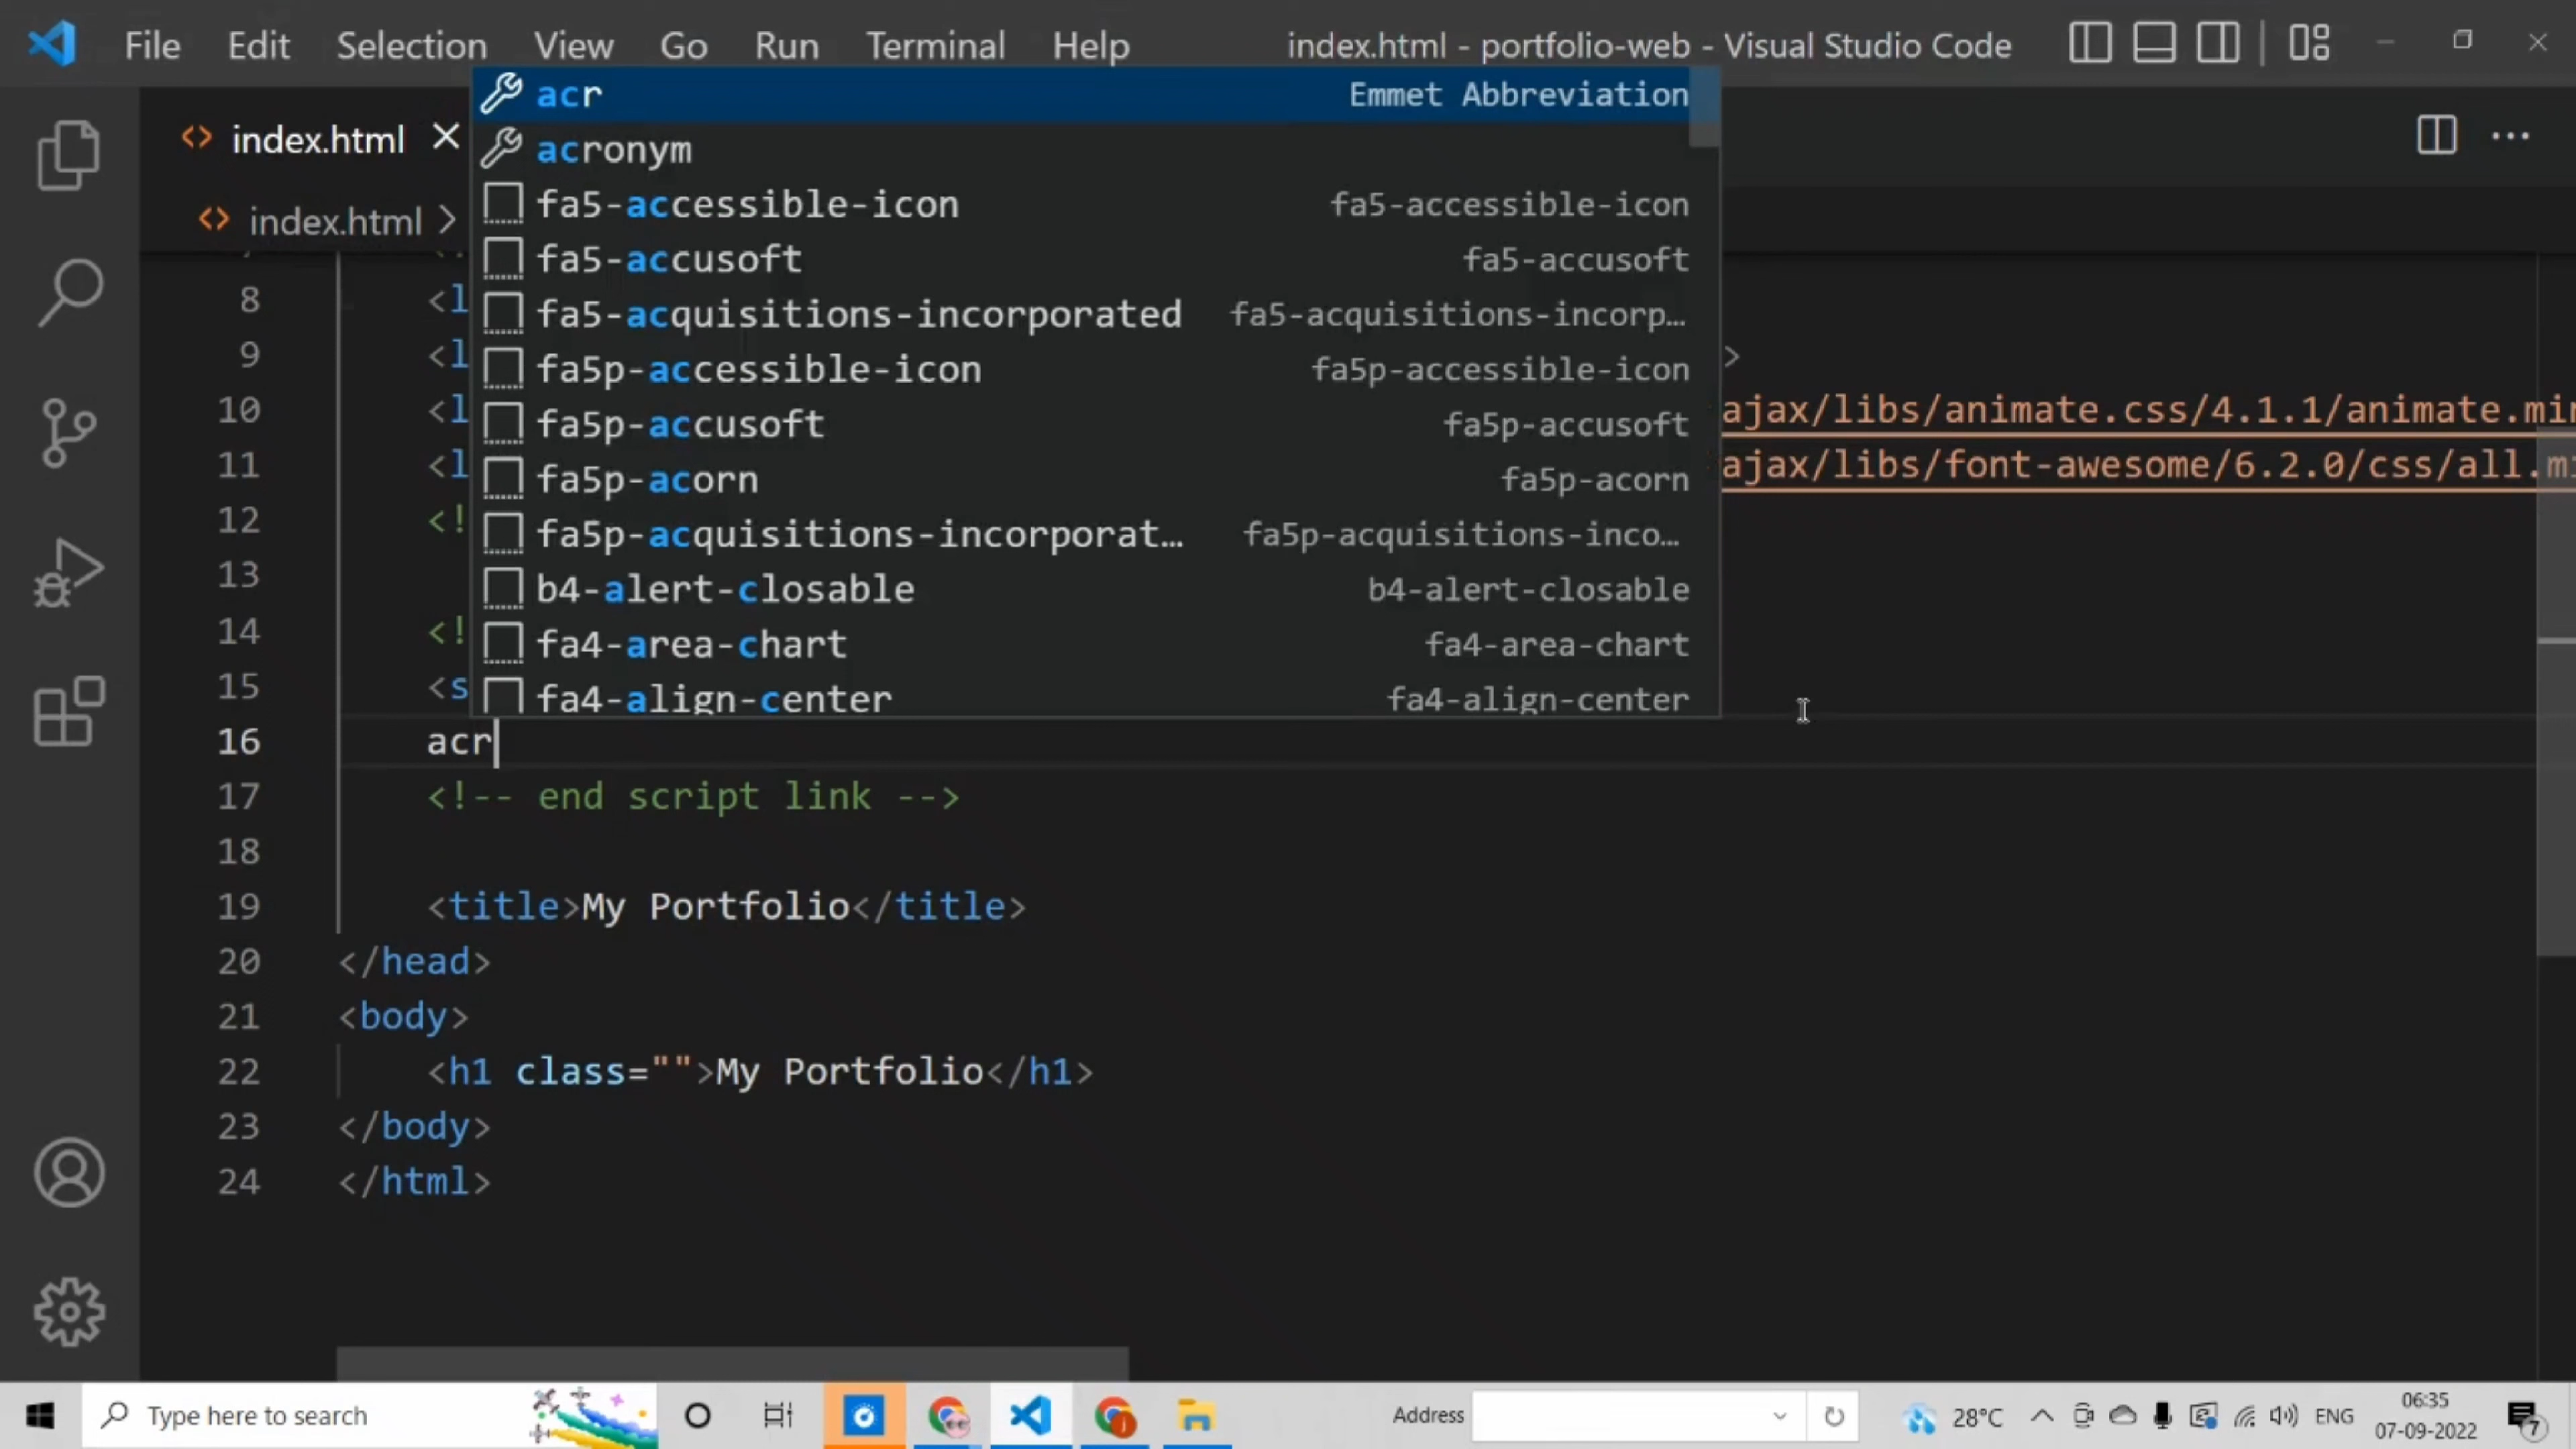 File Edit Selection View Go Run Terminal Help index.html - portfolio-web - Visual Studio Code
index.html
index.html >
acr Emmet Abbreviation
acronym
fa5-accessible-icon fa5-accessible-icon
fa5-accusoft fa5-accusoft
fa5-acquisitions-incorporated fa5-acquisitions-incorp…
fa5p-accessible-icon fa5p-accessible-icon
fa5p-accusoft fa5p-accusoft
fa5p-acorn fa5p-acorn
fa5p-acquisitions-incorporat… fa5p-acquisitions-inco…
b4-alert-closable b4-alert-closable
fa4-area-chart fa4-area-chart
fa4-align-center fa4-align-center
8 <l
9 <l >
10 <l ajax/libs/animate.css/4.1.1/animate.min
11 <l ajax/libs/font-awesome/6.2.0/css/all.mi
12 <!
13
14 <!
15 <s
16 acr
17 <!-- end script link -->
18
19 <title>My Portfolio</title>
20 </head>
21 <body>
22 <h1 class="">My Portfolio</h1>
23 </body>
24 </html>
Type here to search Address 28°C ENG 06:35
07-09-2022 7